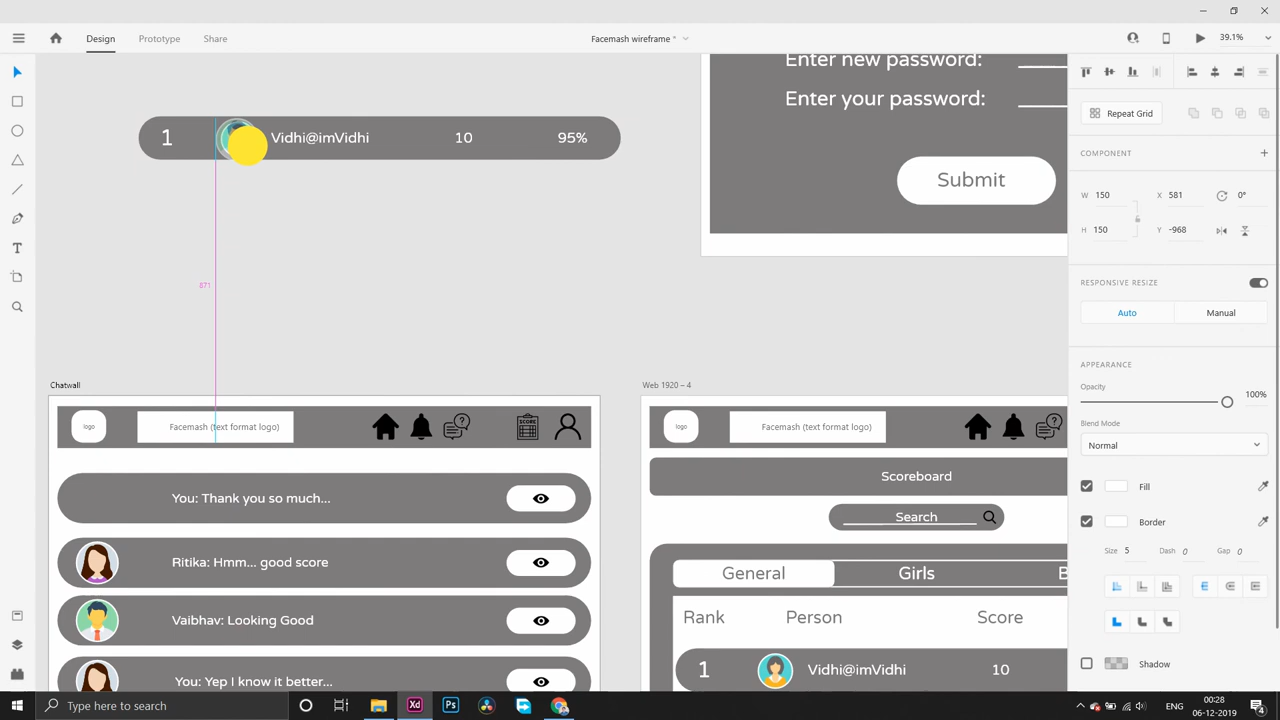 Design Prototype Share Facemash wireframe * 39.1%
Enter new password:
Enter your password:
Submit
1 Vidhi@imVidhi 10 95%
871
Chatwall
logo Facemash (text format logo) SCORE
You: Thank you so much...
Ritika: Hmm... good score
Vaibhav: Looking Good
You: Yep I know it better...
Web 1920 – 4
logo Facemash (text format logo)
Scoreboard
Search
General Girls B
Rank Person Score
1 Vidhi@imVidhi 10
Repeat Grid
COMPONENT
W 150 X 581 0°
H 150 Y -968
RESPONSIVE RESIZE
Auto Manual
APPEARANCE
Opacity
100%
Blend Mode
Normal
Fill
Border
Size 5 Dash 0 Gap 0
Shadow
Type here to search Xd Ps ENG 00:28 06-12-2019 4